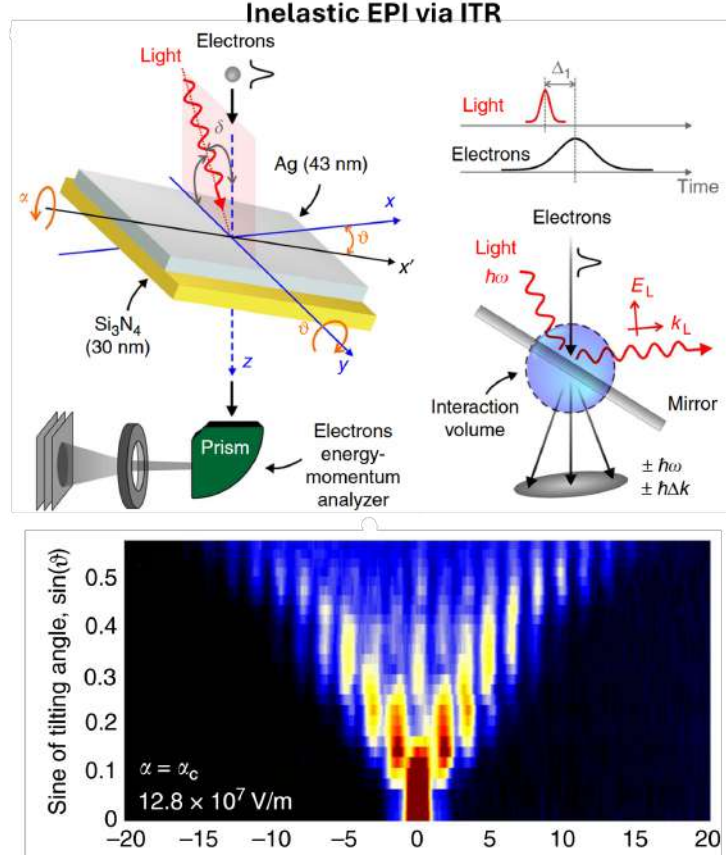 Inelastic EPI via ITR
Electrons
Light
δ
Ag (43 nm)
α
x
ϑ
x′
Si₃N₄
(30 nm)
ϑ
y
z
Prism
Electrons
energy-
momentum
analyzer
Δ₁
Light
Electrons
Time
Electrons
Light
ℏω
E_L
k_L
Interaction
volume
Mirror
± ℏω
± ℏΔk
Sine of tilting angle, sin(ϑ)
0.5
0.4
0.3
0.2
0.1
0
α = α_c
12.8 × 10⁷ V/m
−20 −15 −10 −5 0 5 10 15 20